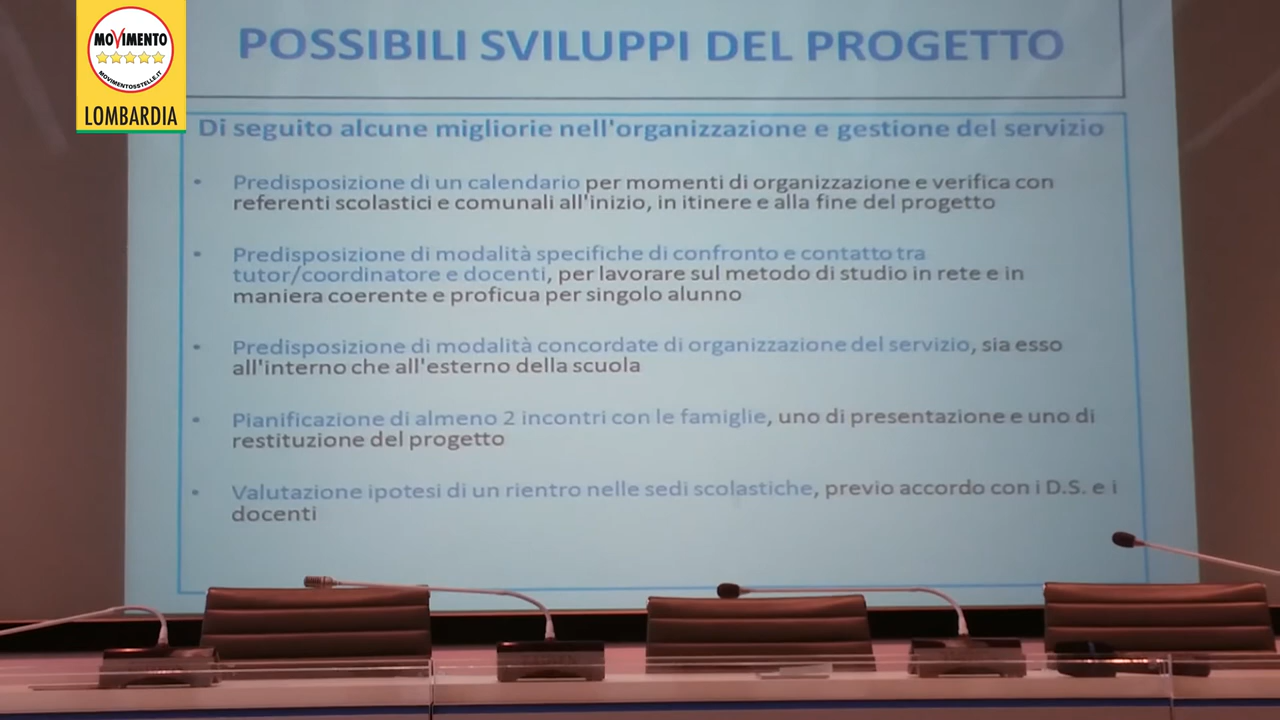 MOVIMENTO
MOVIMENTO5STELLE.IT
LOMBARDIA
POSSIBILI SVILUPPI DEL PROGETTO
Di seguito alcune migliorie nell'organizzazione e gestione del servizio
• Predisposizione di un calendario per momenti di organizzazione e verifica con
referenti scolastici e comunali all'inizio, in itinere e alla fine del progetto
• Predisposizione di modalità specifiche di confronto e contatto tra
tutor/coordinatore e docenti, per lavorare sul metodo di studio in rete e in
maniera coerente e proficua per singolo alunno
• Predisposizione di modalità concordate di organizzazione del servizio, sia esso
all'interno che all'esterno della scuola
• Pianificazione di almeno 2 incontri con le famiglie, uno di presentazione e uno di
restituzione del progetto
• Valutazione ipotesi di un rientro nelle sedi scolastiche, previo accordo con i D.S. e i
docenti